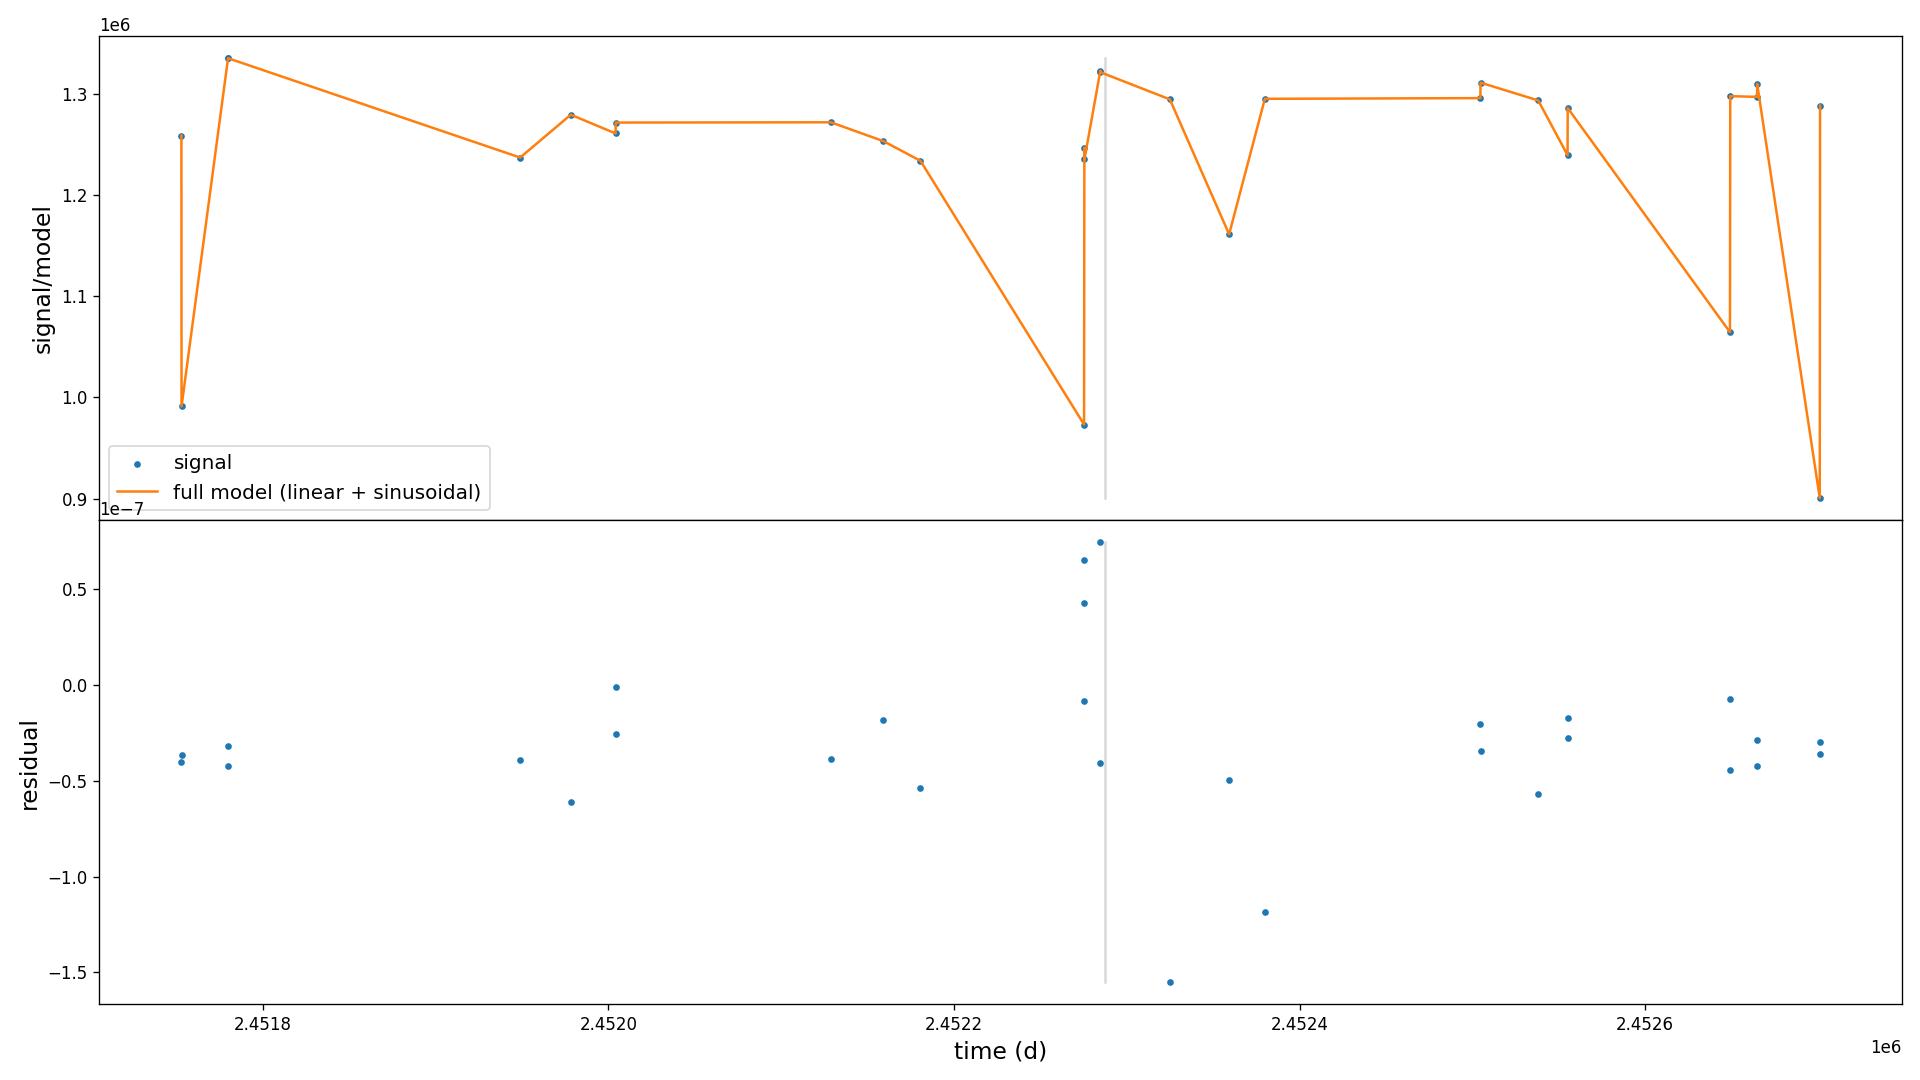 1e6
signal/model
1.3
1.2
1.1
1.0
0.9
signal
full model (linear + sinusoidal)
1e−7
residual
0.5
0.0
−0.5
−1.0
−1.5
2.4518 2.4520 2.4522 2.4524 2.4526
1e6
time (d)